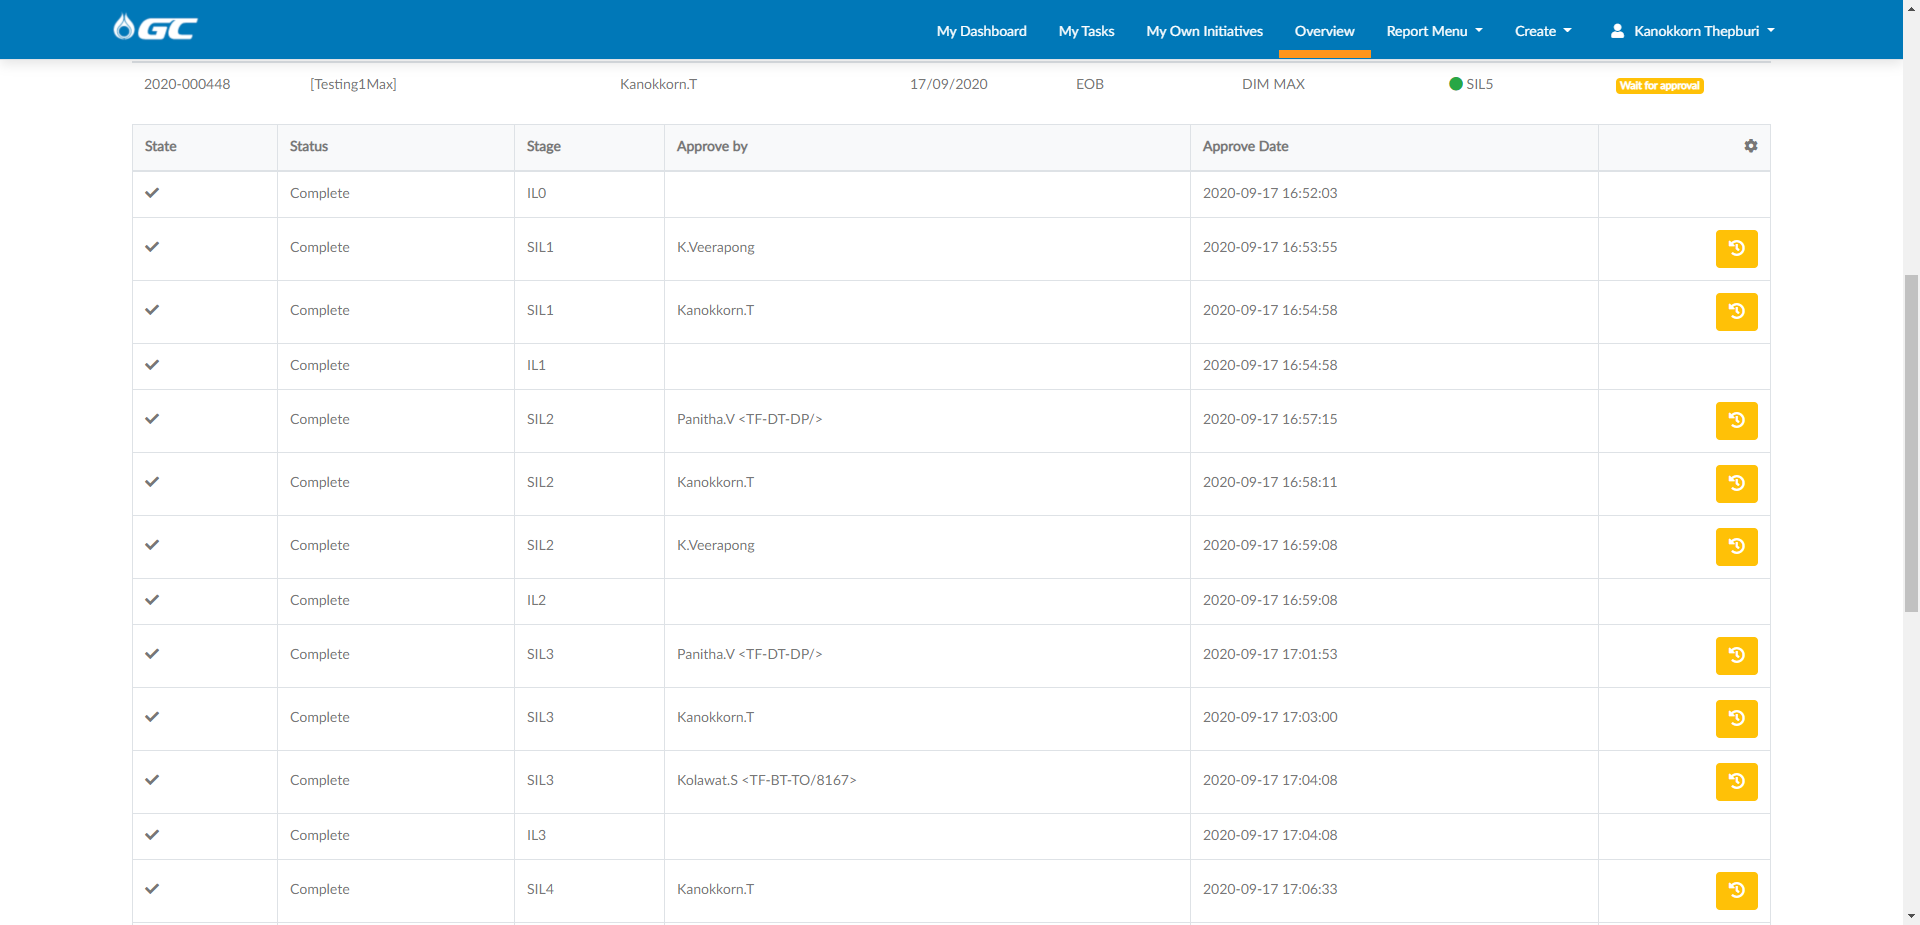 GC
My Dashboard My Tasks My Own Initiatives Overview Report Menu Create Kanokkorn Thepburi
2020-000448 [Testing1Max] Kanokkorn.T 17/09/2020 EOB DIM MAX SIL5 Wait for approval
State Status Stage Approve by Approve Date
Complete IL0 2020-09-17 16:52:03
Complete SIL1 K.Veerapong 2020-09-17 16:53:55
Complete SIL1 Kanokkorn.T 2020-09-17 16:54:58
Complete IL1 2020-09-17 16:54:58
Complete SIL2 Panitha.V <TF-DT-DP/> 2020-09-17 16:57:15
Complete SIL2 Kanokkorn.T 2020-09-17 16:58:11
Complete SIL2 K.Veerapong 2020-09-17 16:59:08
Complete IL2 2020-09-17 16:59:08
Complete SIL3 Panitha.V <TF-DT-DP/> 2020-09-17 17:01:53
Complete SIL3 Kanokkorn.T 2020-09-17 17:03:00
Complete SIL3 Kolawat.S <TF-BT-TO/8167> 2020-09-17 17:04:08
Complete IL3 2020-09-17 17:04:08
Complete SIL4 Kanokkorn.T 2020-09-17 17:06:33